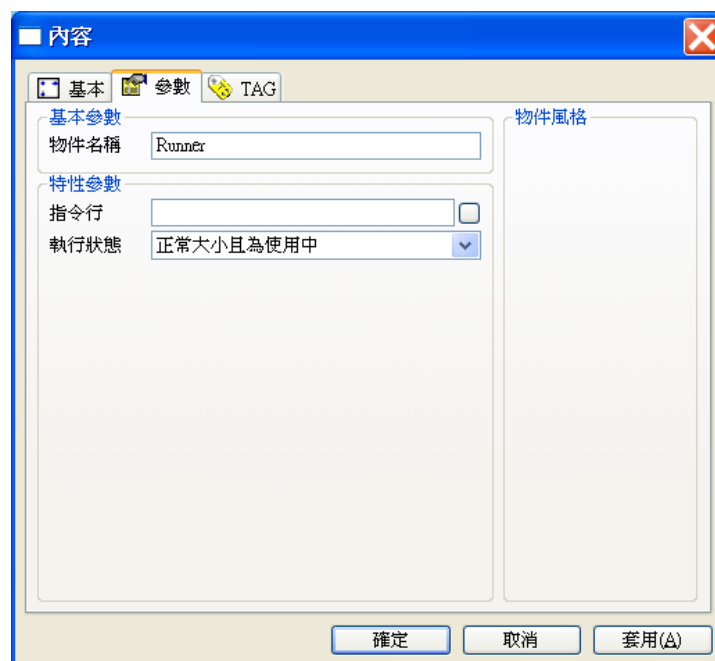 內容
基本 參數 TAG
基本參數
物件名稱 Runner
物件風格
特性參數
指令行
執行狀態 正常大小且為使用中
確定 取消 套用(A)